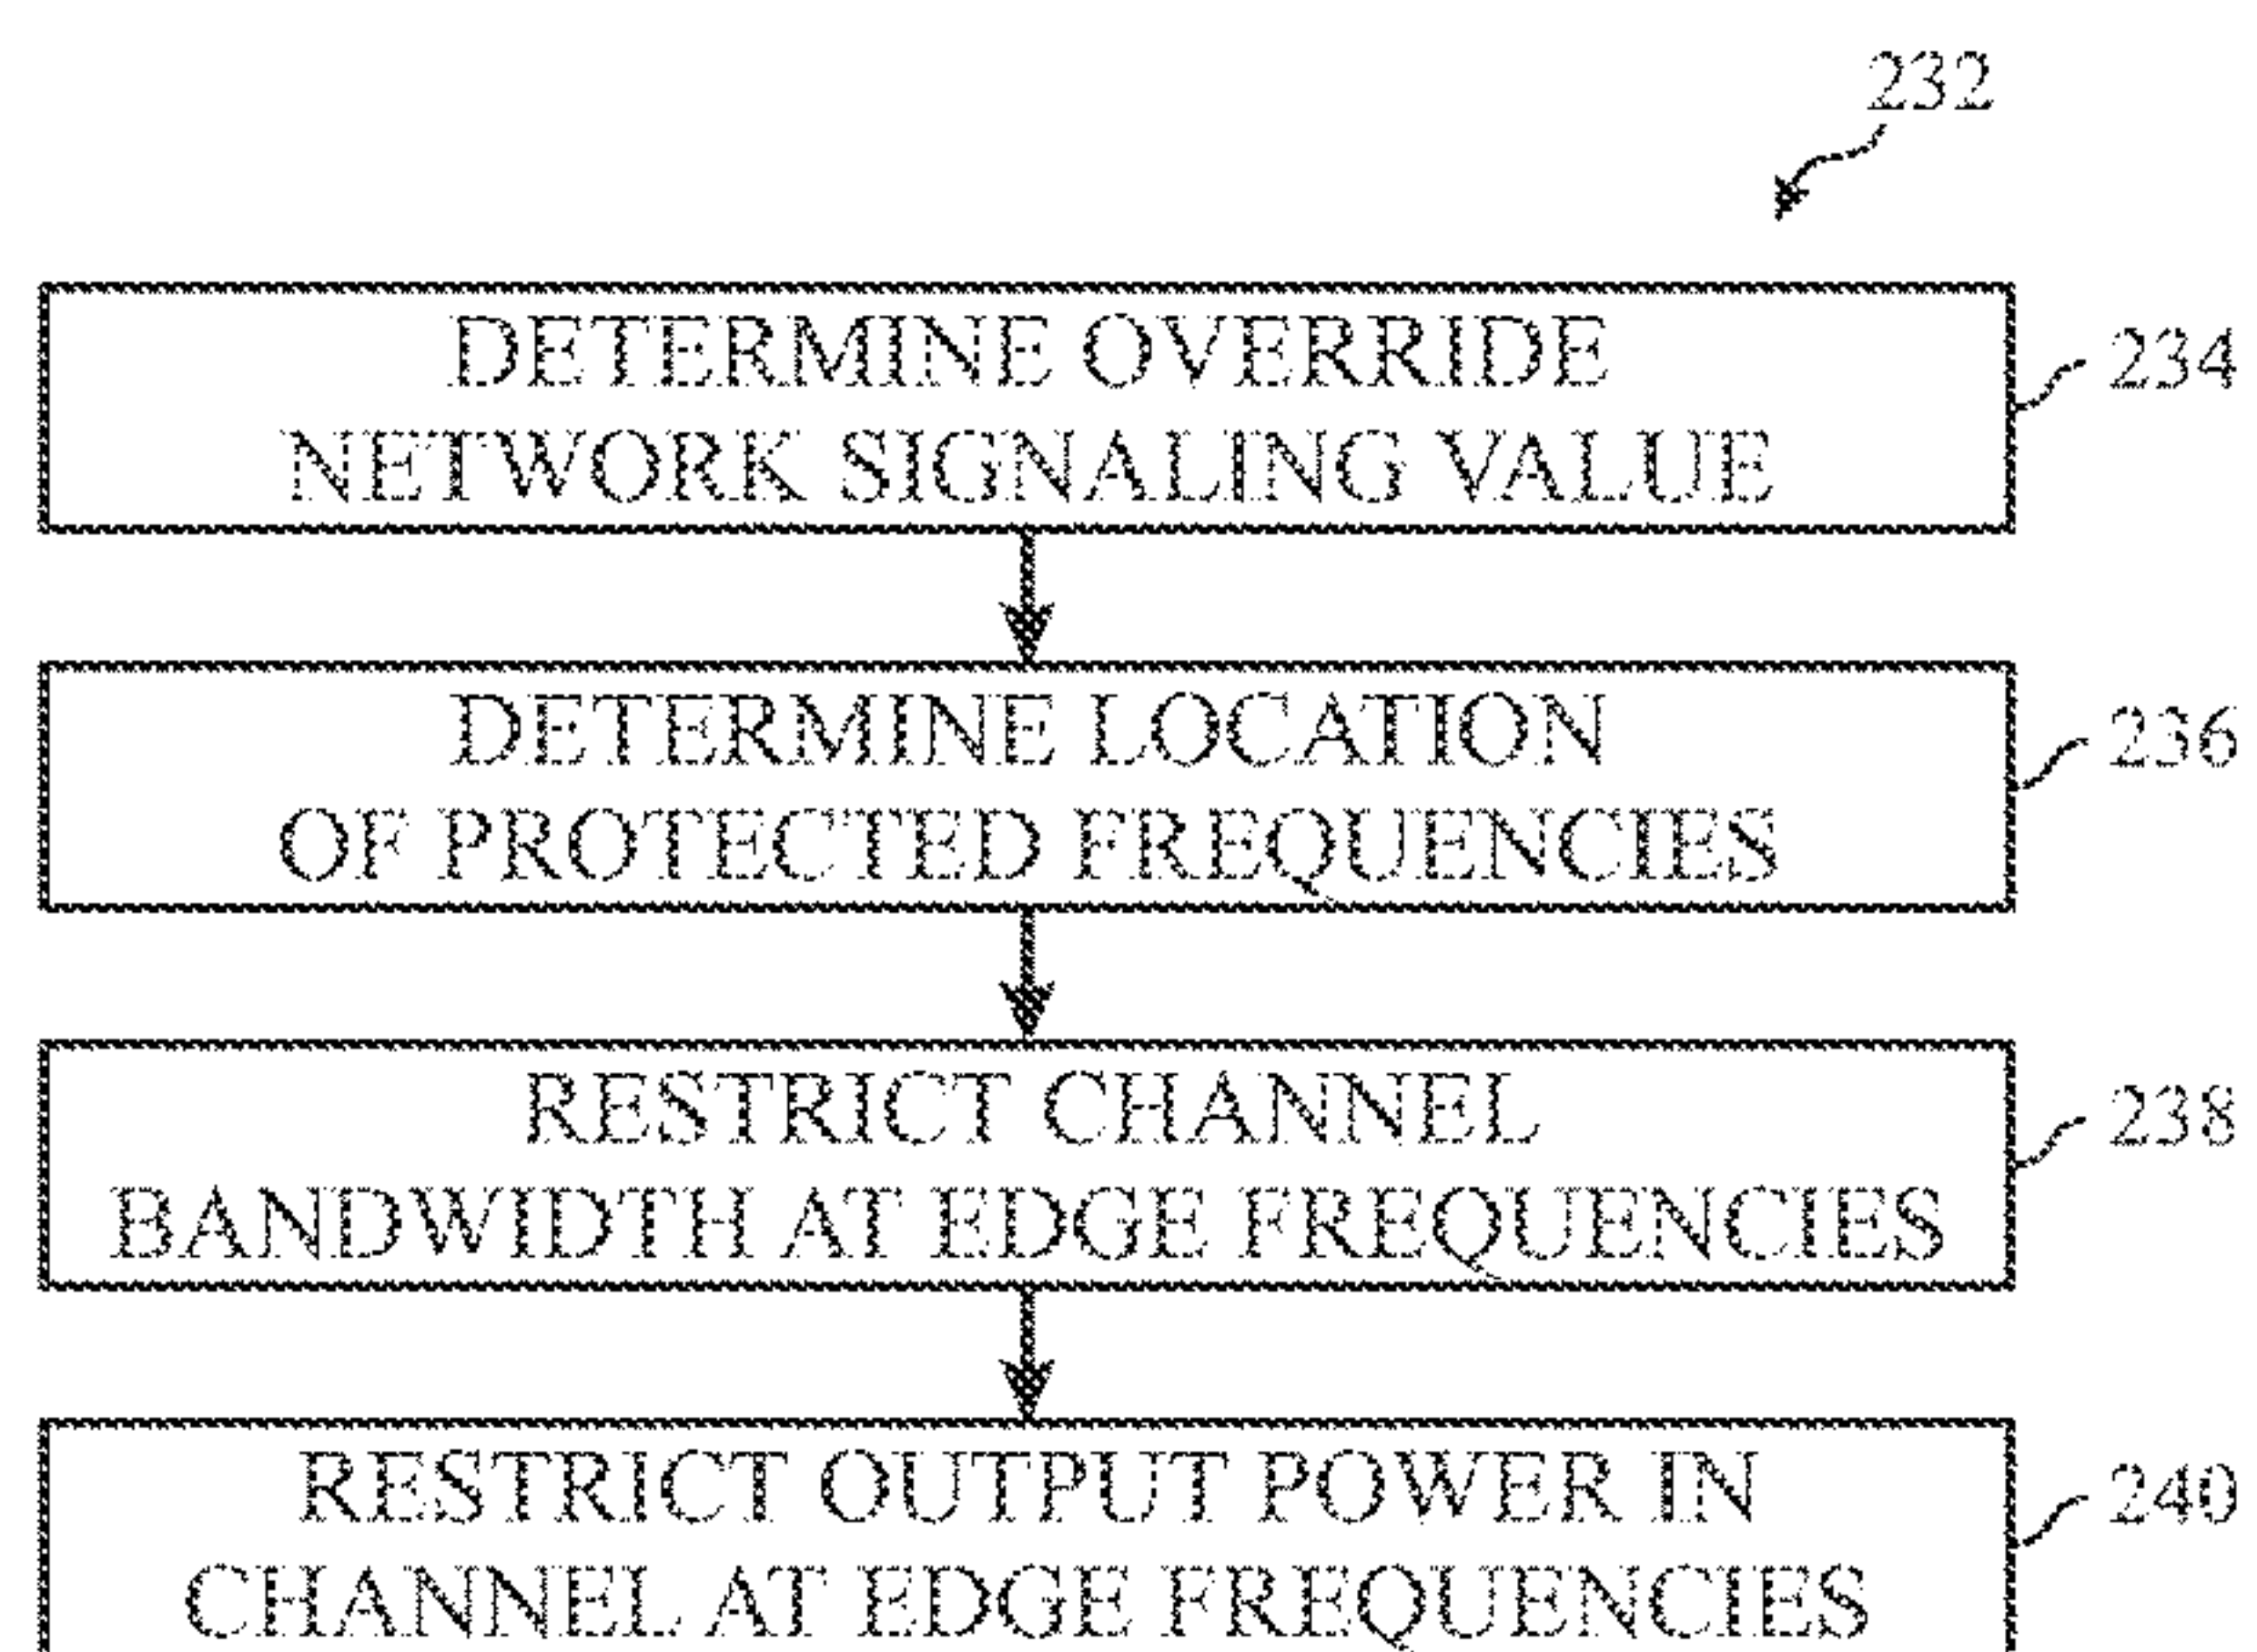 232
DETERMINE OVERRIDE
NETWORK SIGNALING VALUE
234
DETERMINE LOCATION
OF PROTECTED FREQUENCIES
236
RESTRICT CHANNEL
BANDWIDTH AT EDGE FREQUENCIES
238
RESTRICT OUTPUT POWER IN
CHANNEL AT EDGE FREQUENCIES
240